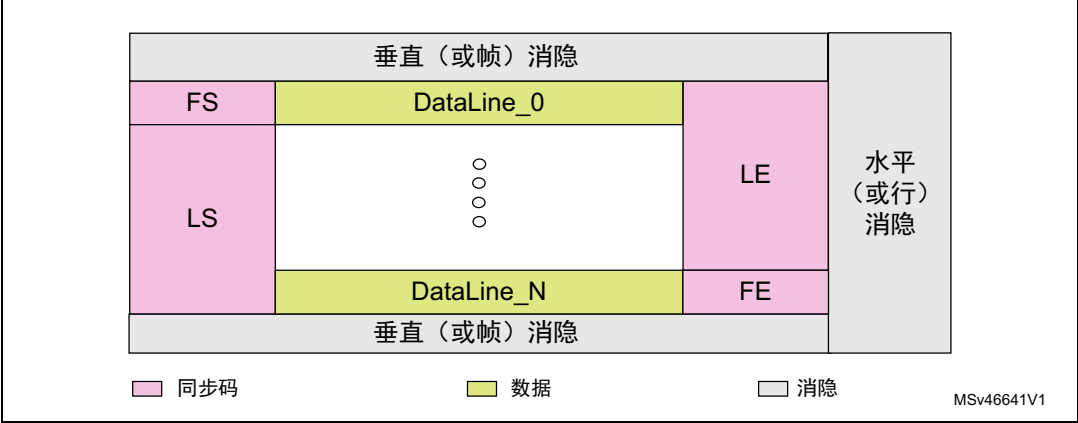 垂直（或帧）消隐
FS
DataLine_0
LE
水平
（或行）
消隐
LS
DataLine_N
FE
垂直（或帧）消隐
同步码
数据
消隐
MSv46641V1